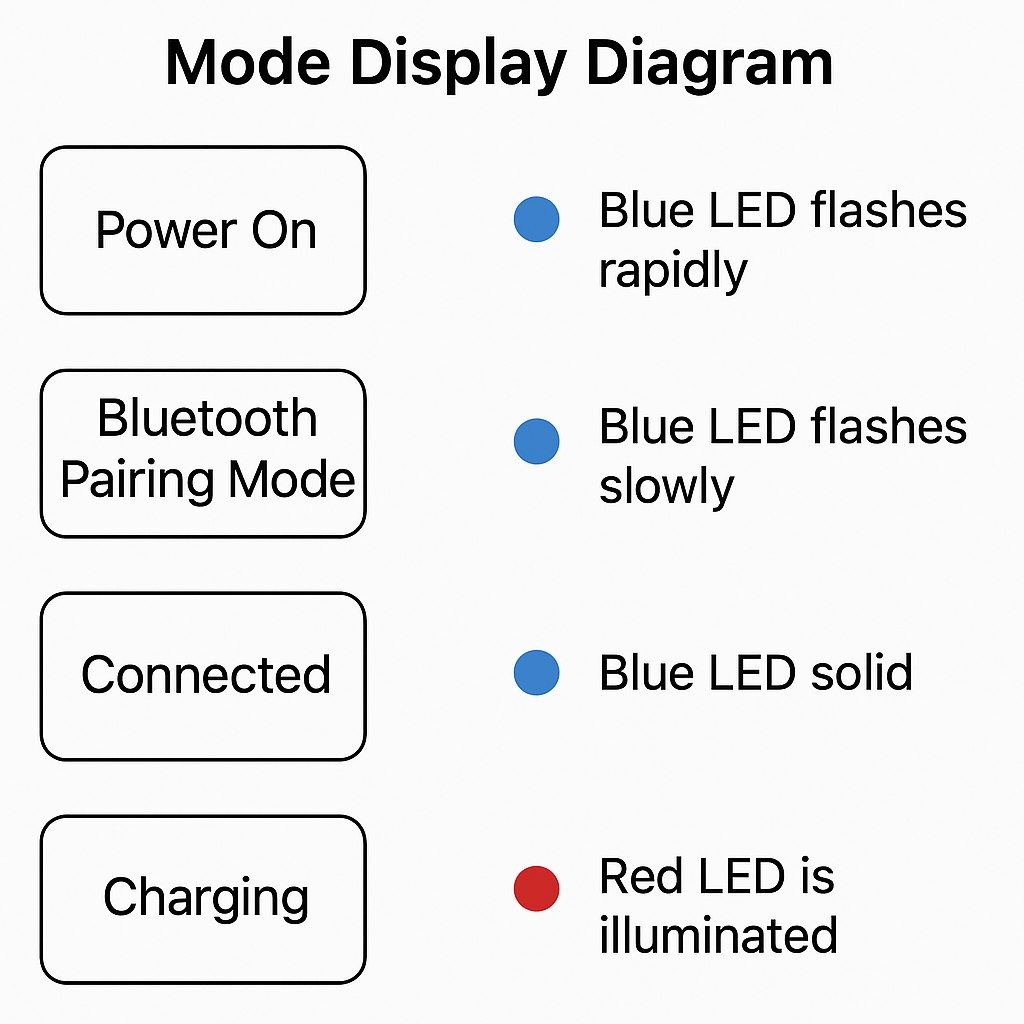 Mode Display Diagram
Power On
Blue LED flashes
rapidly
Bluetooth
Pairing Mode
Blue LED flashes
slowly
Connected
Blue LED solid
Charging
Red LED is
illuminated